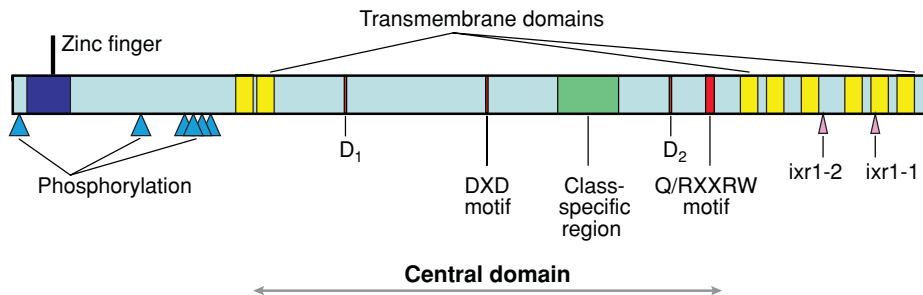 Transmembrane domains
Zinc finger
Phosphorylation
D1
DXD
motif
Class-
specific
region
D2
Q/RXXRW
motif
ixr1-2
ixr1-1
Central domain